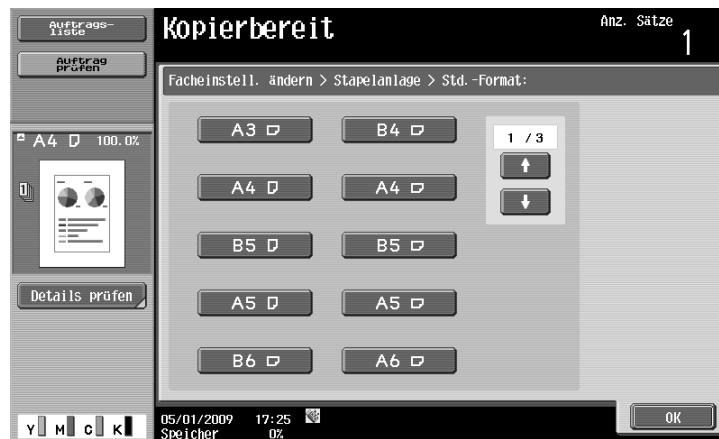 Auftrags-
liste
Kopierbereit
Anz. Sätze
1
Auftrag
prüfen
Facheinstell. ändern > Stapelanlage > Std.-Format:
A4 100.0%
A3 B4
1 / 3
A4 A4
B5 B5
Details prüfen
A5 A5
B6 A6
Y M C K
05/01/2009 17:25
Speicher 0%
OK